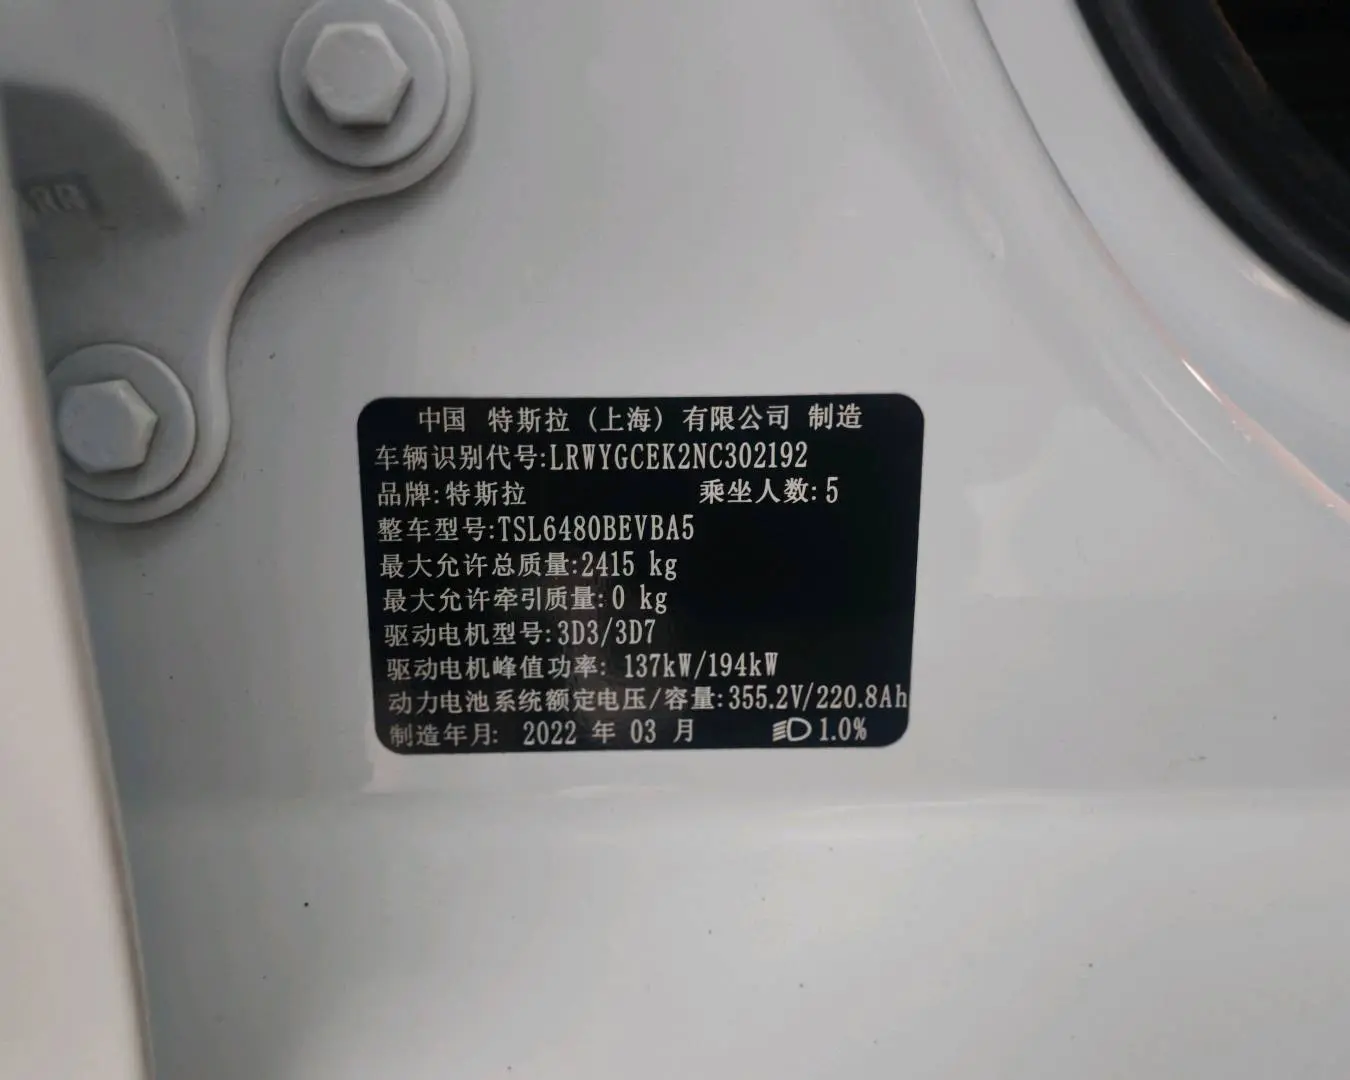 RR
中国 特斯拉 (上海) 有限公司 制造
车辆识别代号:LRWYGCEK2NC302192
品牌:特斯拉 乘坐人数:5
整车型号:TSL6480BEVBA5
最大允许总质量:2415 kg
最大允许牵引质量:0 kg
驱动电机型号:3D3/3D7
驱动电机峰值功率: 137kW/194kW
动力电池系统额定电压/容量:355.2V/220.8Ah
制造年月: 2022 年 03 月 1.0%